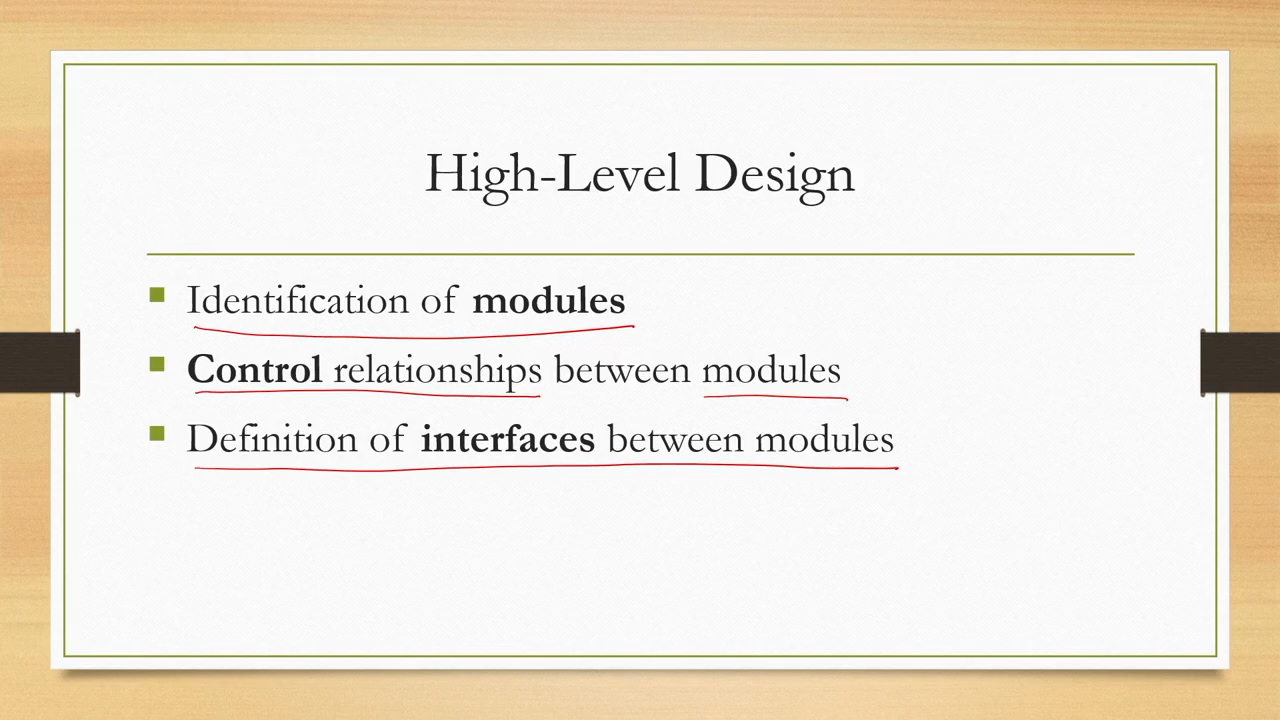 High-Level Design
Identification of modules
Control relationships between modules
Definition of interfaces between modules